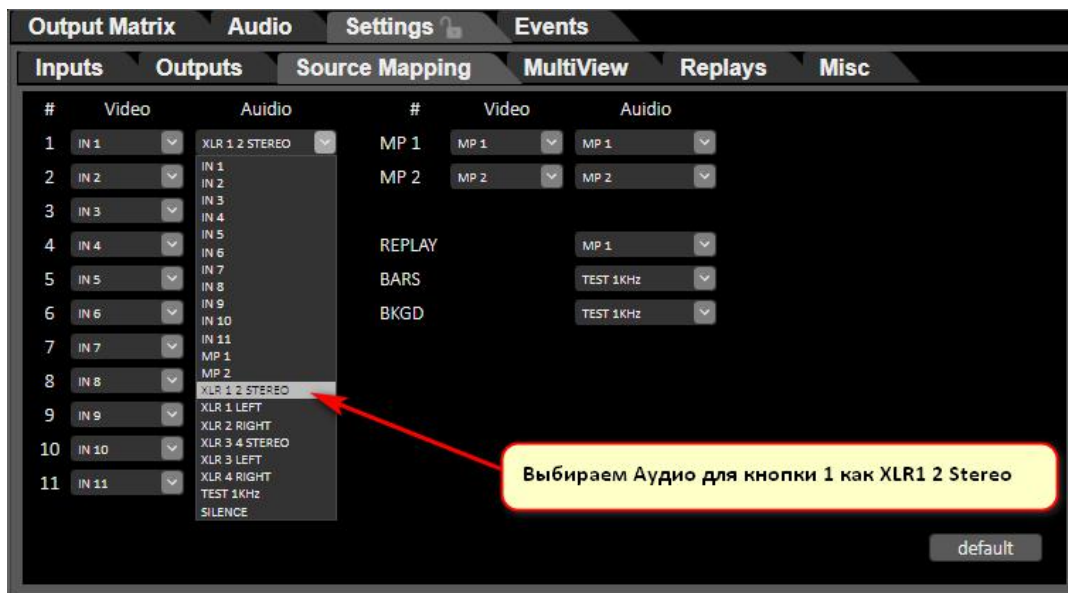 Output Matrix Audio Settings Events
Inputs Outputs Source Mapping MultiView Replays Misc
# Video Auidio # Video Auidio
1 IN 1 XLR 1 2 STEREO MP 1 MP 1 MP 1
IN 1
2 IN 2 IN 2 MP 2 MP 2 MP 2
IN 3
3 IN 3 IN 4
IN 5
4 IN 4 IN 6 REPLAY MP 1
IN 7
5 IN 5 IN 8 BARS TEST 1KHz
IN 9
6 IN 6 IN 10 BKGD TEST 1KHz
IN 11
7 IN 7 MP 1
MP 2
8 IN 8 XLR 1 2 STEREO
XLR 1 LEFT
9 IN 9 XLR 2 RIGHT
XLR 3 4 STEREO
10 IN 10 XLR 3 LEFT
XLR 4 RIGHT
11 IN 11 TEST 1KHz
SILENCE
Выбираем Аудио для кнопки 1 как XLR1 2 Stereo
default